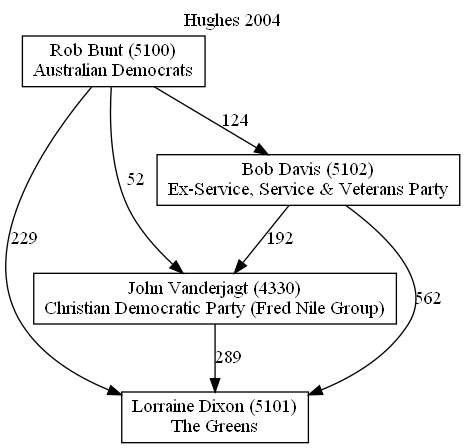 Hughes 2004
Rob Bunt (5100)
Australian Democrats
124
Bob Davis (5102)
Ex-Service, Service & Veterans Party
52
229
192
John Vanderjagt (4330)
Christian Democratic Party (Fred Nile Group)
562
289
Lorraine Dixon (5101)
The Greens